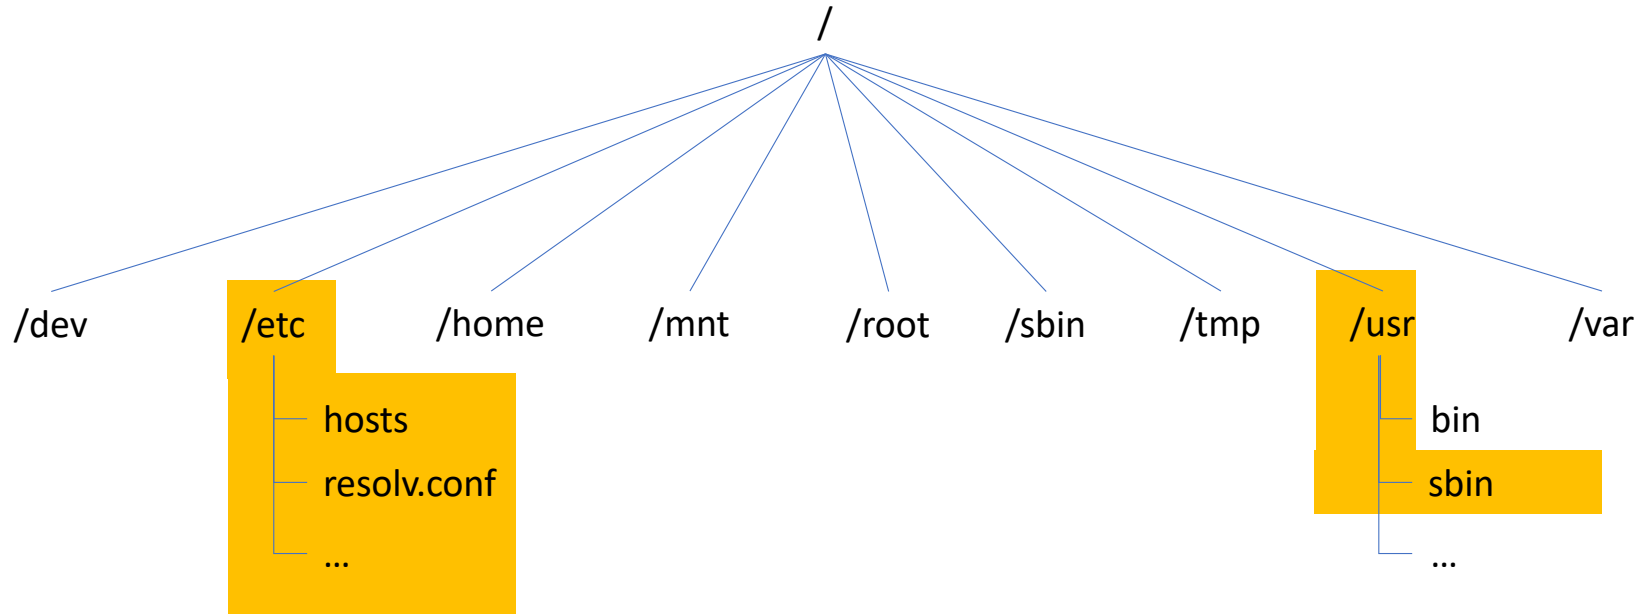 /
/dev /etc /home /mnt /root /sbin /tmp /usr /var
hosts
resolv.conf
...
bin
sbin
...